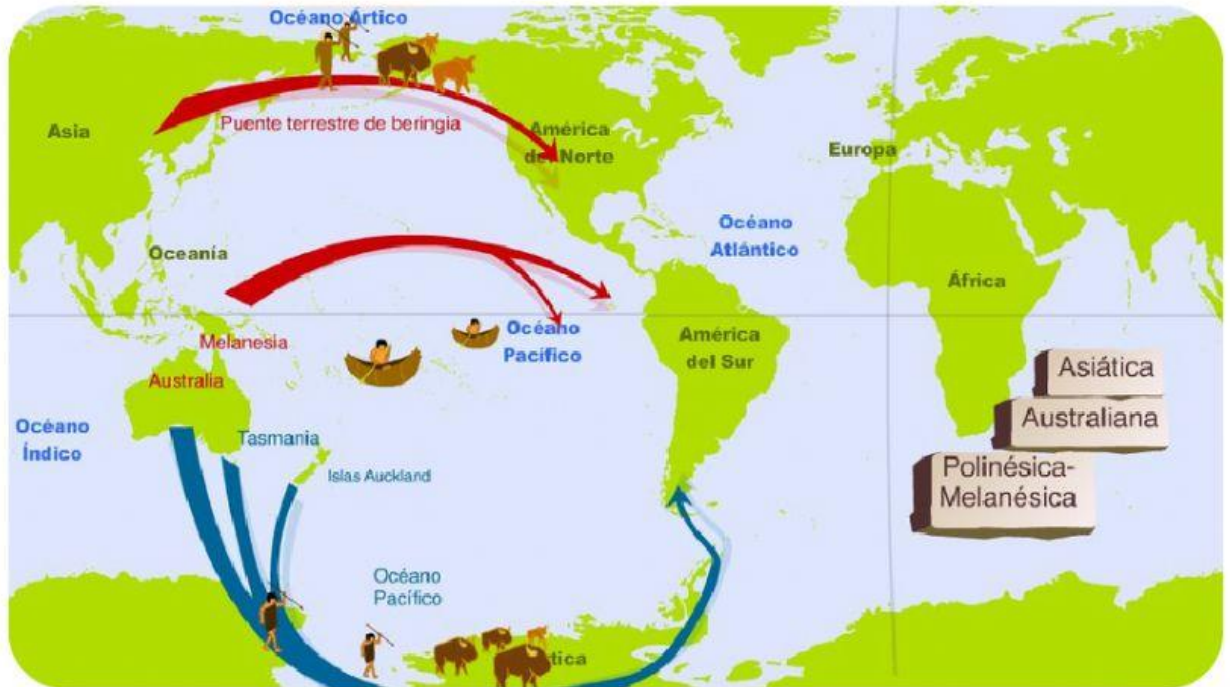 Océano Ártico
Asia
Puente terrestre de beringia
América
del Norte
Europa
Océano
Atlántico
Oceanía
África
Océano
Pacífico
América
del Sur
Melanesia
Australia
Asiática
Australiana
Polinésica-
Melanésica
Océano
Índico
Tasmania
Islas Auckland
Océano
Pacífico
tica